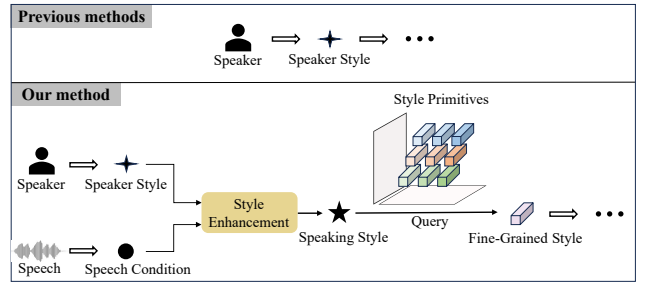 Previous methods
Speaker
Speaker Style
Our method
Style Primitives
Speaker
Speaker Style
Style
Enhancement
Speaking Style
Query
Fine-Grained Style
Speech
Speech Condition